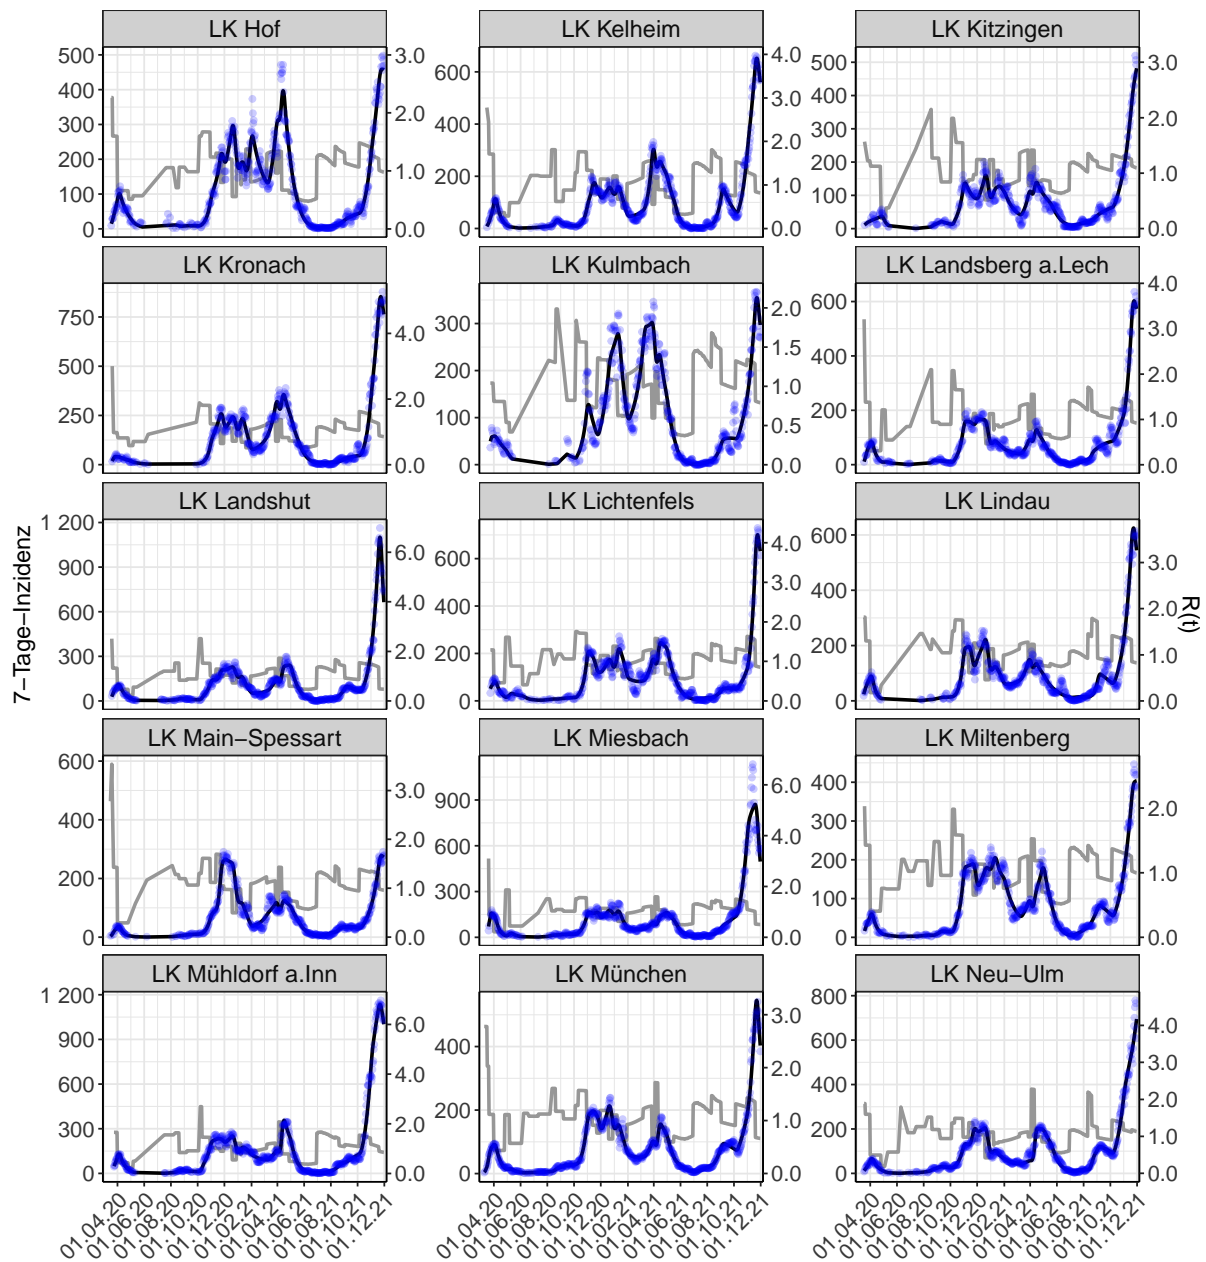 LK Hof LK Kelheim LK Kitzingen
500 400 300 200 100 0
3.0 2.0 1.0 0.0
600 400 200 0
4.0 3.0 2.0 1.0 0.0
500 400 300 200 100 0
3.0 2.0 1.0 0.0
LK Kronach LK Kulmbach LK Landsberg a.Lech
750 500 250 0
4.0 2.0 0.0
300 200 100 0
2.0 1.5 1.0 0.5 0.0
600 400 200 0
4.0 3.0 2.0 1.0 0.0
LK Landshut LK Lichtenfels LK Lindau
1 200 900 600 300 0
6.0 4.0 2.0 0.0
600 400 200 0
4.0 3.0 2.0 1.0 0.0
600 400 200 0
3.0 2.0 1.0 0.0
7−Tage−Inzidenz
R(t)
LK Main−Spessart LK Miesbach LK Miltenberg
600 400 200 0
3.0 2.0 1.0 0.0
900 600 300 0
6.0 4.0 2.0 0.0
400 300 200 100 0
2.0 1.0 0.0
LK Mühldorf a.Inn LK München LK Neu−Ulm
1 200 900 600 300 0
6.0 4.0 2.0 0.0
400 200 0
3.0 2.0 1.0 0.0
800 600 400 200 0
4.0 3.0 2.0 1.0 0.0
01.04.20 01.06.20 01.08.20 01.10.20 01.12.20 01.02.21 01.04.21 01.06.21 01.08.21 01.10.21 01.12.21
01.04.20 01.06.20 01.08.20 01.10.20 01.12.20 01.02.21 01.04.21 01.06.21 01.08.21 01.10.21 01.12.21
01.04.20 01.06.20 01.08.20 01.10.20 01.12.20 01.02.21 01.04.21 01.06.21 01.08.21 01.10.21 01.12.21